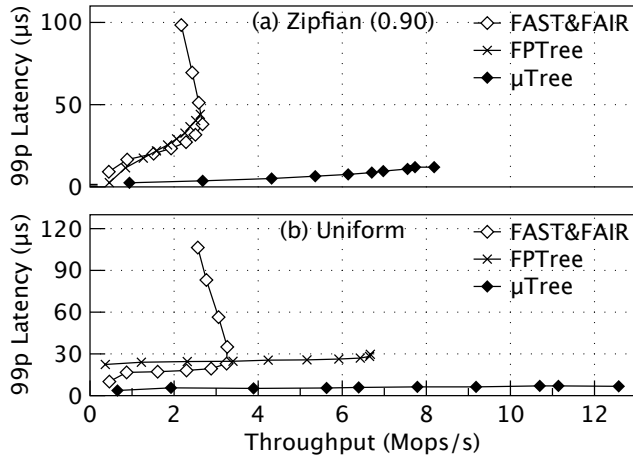 (a) Zipfian (0.90)
FAST&FAIR
FPTree
µTree
99p Latency (µs)
100
50
0
(b) Uniform
FAST&FAIR
FPTree
µTree
99p Latency (µs)
120
90
60
30
0
0 2 4 6 8 10 12
Throughput (Mops/s)